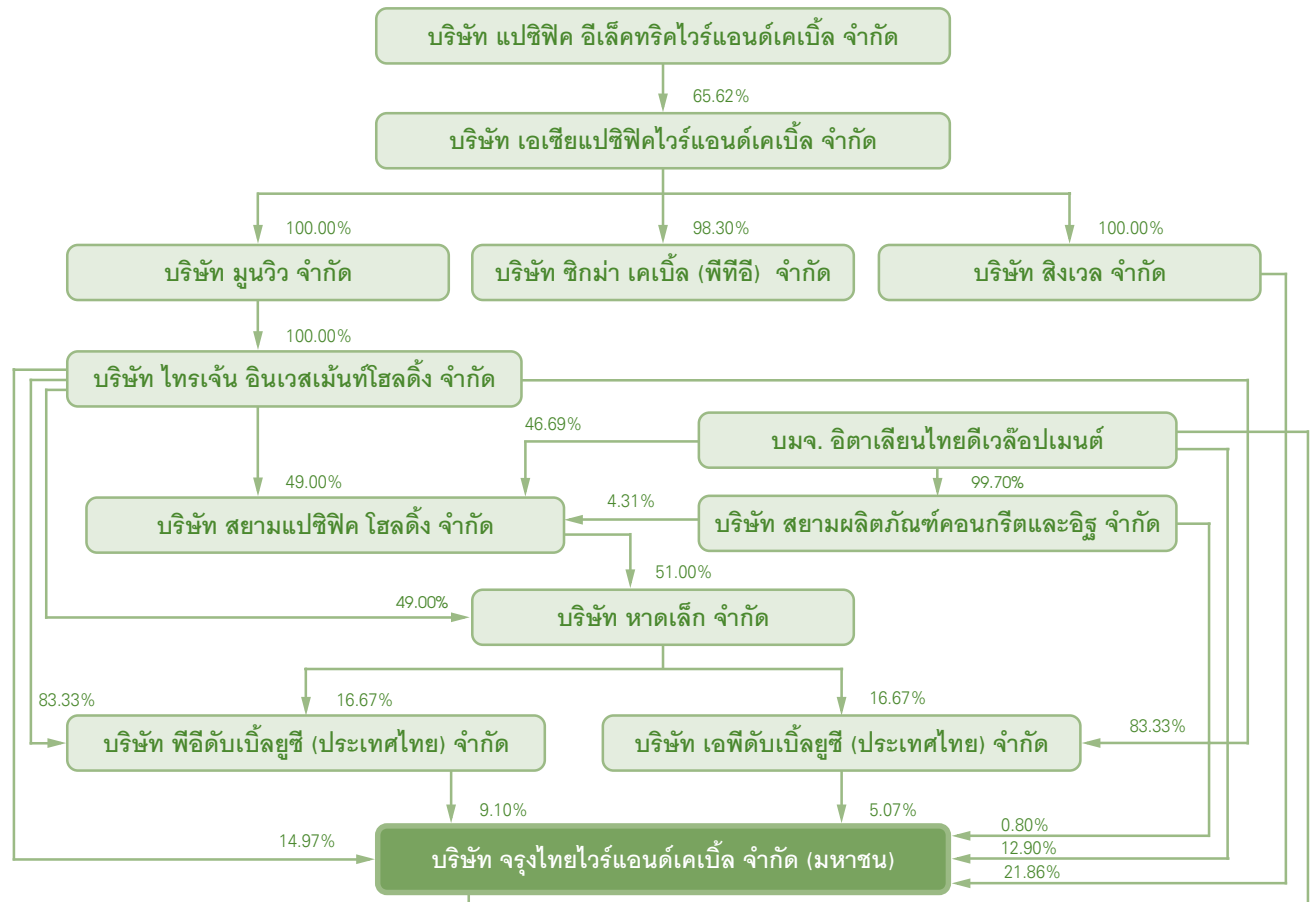 บริษัท แปซิฟิค อีเล็คทริคไวร์แอนด์เคเบิ้ล จำกัด
65.62%
บริษัท เอเซียแปซิฟิคไวร์แอนด์เคเบิ้ล จำกัด
100.00%
98.30%
100.00%
บริษัท มูนวิว จำกัด
บริษัท ซิกม่า เคเบิ้ล (พีทีอี) จำกัด
บริษัท สิงเวล จำกัด
100.00%
บริษัท ไทรเจ้น อินเวสเม้นท์โฮลดิ้ง จำกัด
46.69%
บมจ. อิตาเลียนไทยดีเวล๊อปเมนต์
49.00%
99.70%
4.31%
บริษัท สยามแปซิฟิค โฮลดิ้ง จำกัด
บริษัท สยามผลิตภัณฑ์คอนกรีตและอิฐ จำกัด
51.00%
49.00%
บริษัท หาดเล็ก จำกัด
83.33%
16.67%
16.67%
83.33%
บริษัท พีอีดับเบิ้ลยูซี (ประเทศไทย) จำกัด
บริษัท เอพีดับเบิ้ลยูซี (ประเทศไทย) จำกัด
9.10%
5.07%
0.80%
14.97%
12.90%
21.86%
บริษัท จรุงไทยไวร์แอนด์เคเบิ้ล จำกัด (มหาชน)